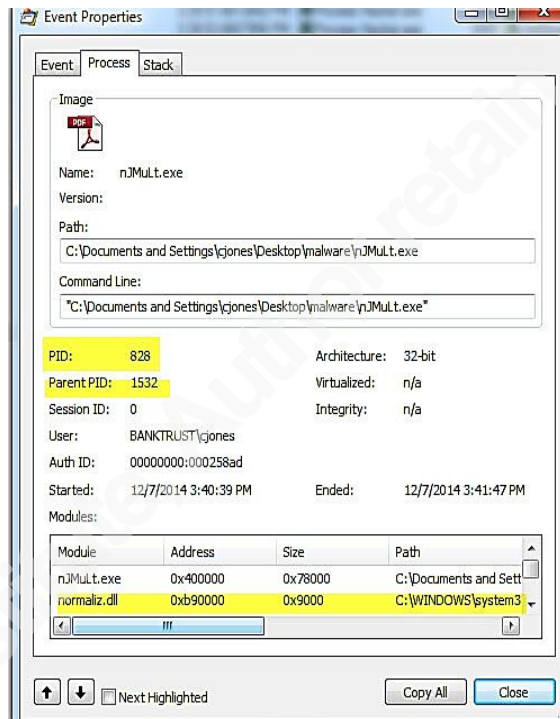 Event Properties
Event Process Stack
Image
PDF
Name: nJMuLt.exe
Version:
Path:
C:\Documents and Settings\cjones\Desktop\malware\nJMuLt.exe
Command Line:
"C:\Documents and Settings\cjones\Desktop\malware\nJMuLt.exe"
PID: 828 Architecture: 32-bit
Parent PID: 1532 Virtualized: n/a
Session ID: 0 Integrity: n/a
User: BANKTRUST\cjones
Auth ID: 00000000:000258ad
Started: 12/7/2014 3:40:39 PM Ended: 12/7/2014 3:41:47 PM
Modules:
Module Address Size Path
nJMuLt.exe 0x400000 0x78000 C:\Documents and Sett
normaliz.dll 0xb90000 0x9000 C:\WINDOWS\system3
Next Highlighted Copy All Close
Author retain